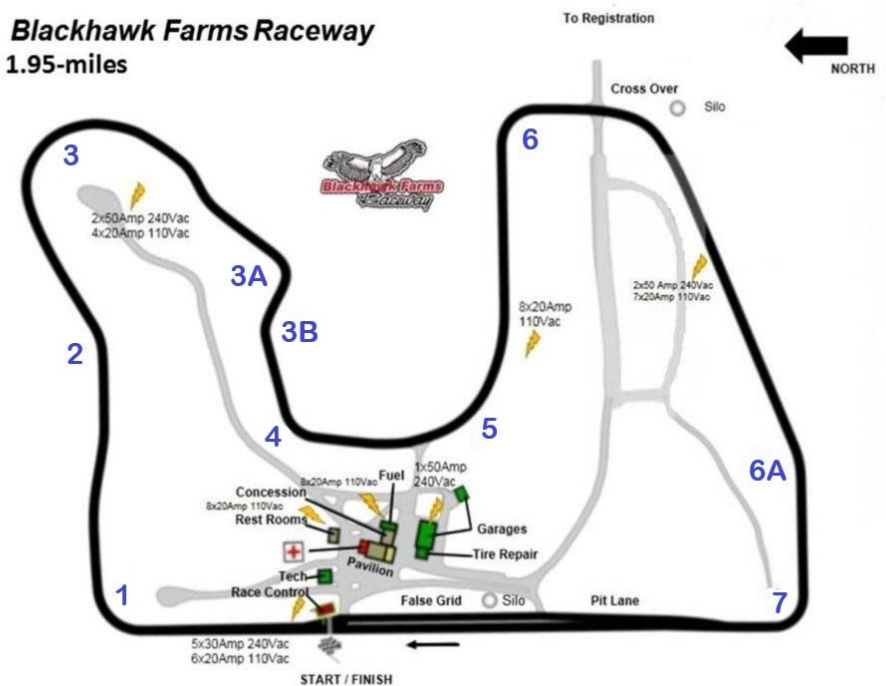 Blackhawk Farms Raceway
1.95-miles
To Registration
NORTH
Cross Over
Silo
6
3
2x50Amp 240Vac
4x20Amp 110Vac
Blackhawk Farms
Raceway
3A
3B
2
2x50 Amp 240Vac
7x20Amp 110Vac
8x20Amp
110Vac
4
5
6A
Fuel
1x50Amp
240Vac
8x20Amp 110Vac
Concession
8x20Amp 110Vac
Rest Rooms
Garages
Tire Repair
Pavilion
Tech
Race Control
1
False Grid
Silo
Pit Lane
7
5x30Amp 240Vac
6x20Amp 110Vac
START / FINISH